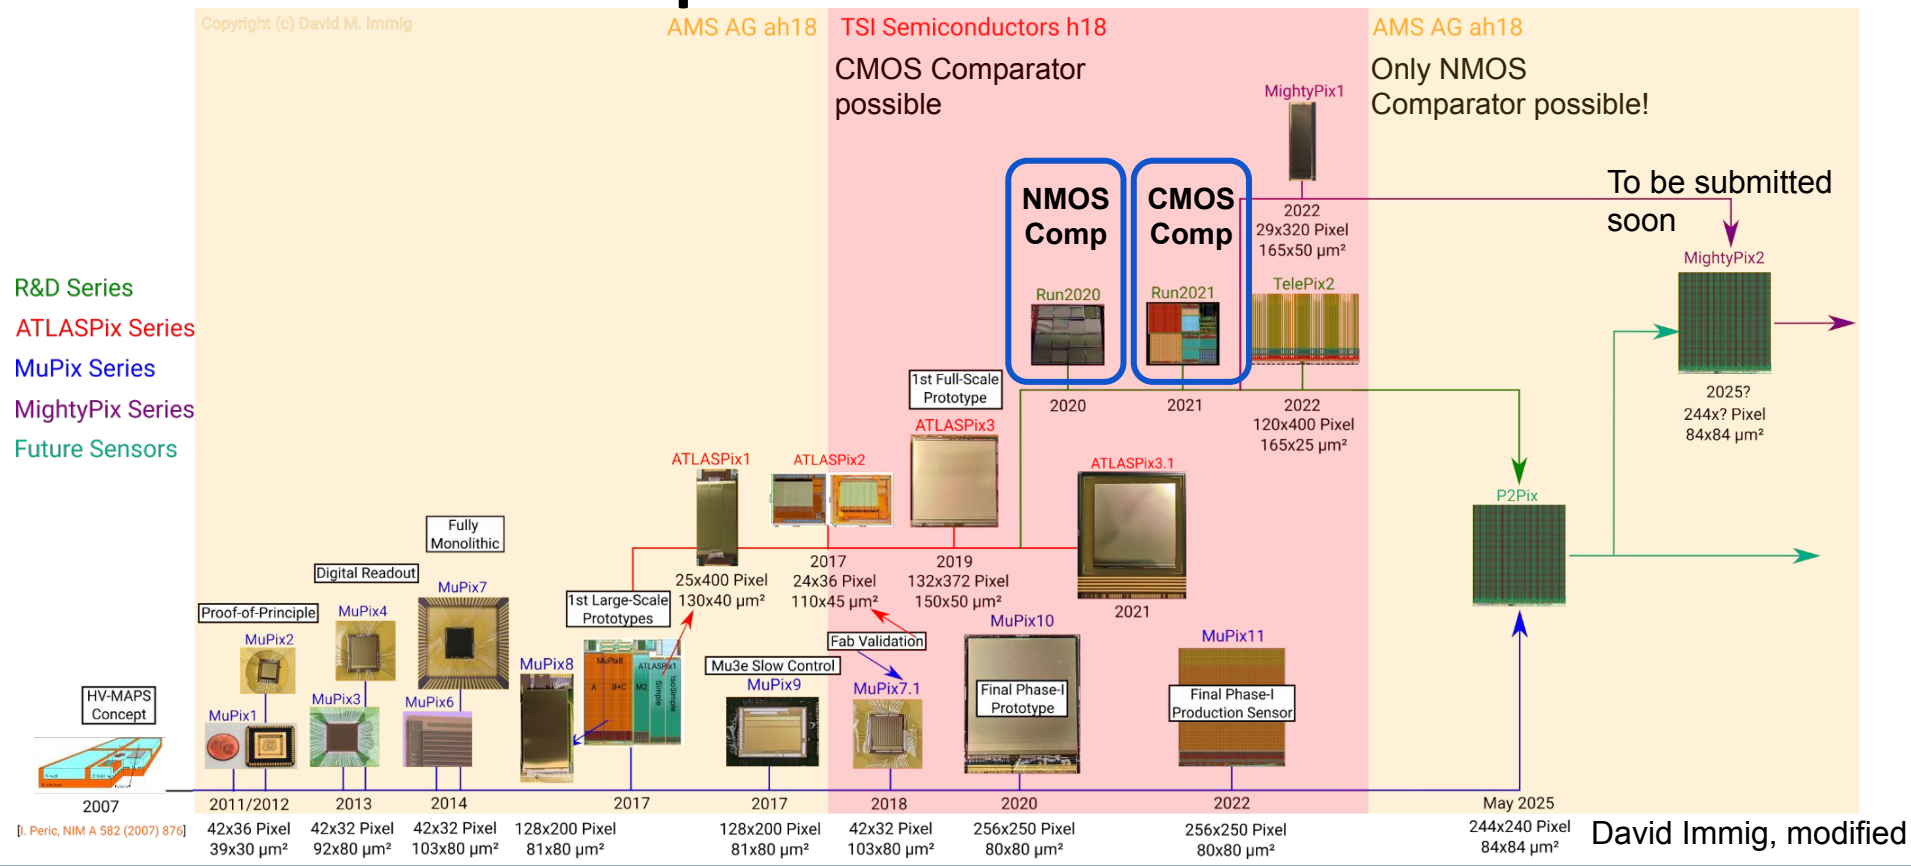 Copyright (c) David M. Immig
AMS AG ah18
TSI Semiconductors h18
AMS AG ah18
CMOS Comparator
possible
Only NMOS
Comparator possible!
MightyPix1
NMOS
Comp
CMOS
Comp
2022
29x320 Pixel
165x50 µm²
To be submitted
soon
MightyPix2
R&D Series
ATLASPix Series
MuPix Series
MightyPix Series
Future Sensors
Run2020
Run2021
TelePix2
1st Full-Scale
Prototype
2020
2021
2022
120x400 Pixel
165x25 µm²
2025?
244x? Pixel
84x84 µm²
ATLASPix3
ATLASPix1
ATLASPix2
ATLASPix3.1
P2Pix
Fully
Monolithic
Digital Readout
MuPix7
2017
24x36 Pixel
110x45 µm²
2019
132x372 Pixel
150x50 µm²
25x400 Pixel
130x40 µm²
2021
Proof-of-Principle
MuPix4
1st Large-Scale
Prototypes
MuPix2
MuPix10
Fab Validation
MuPix11
MuPix8
MuPix8
ATLASPix1
A
B+C
M2
Simple
IsoSimple
Mu3e Slow Control
MuPix9
MuPix7.1
HV-MAPS
Concept
MuPix1
MuPix3
MuPix6
Final Phase-I
Prototype
Final Phase-I
Production Sensor
2007
2011/2012
2013
2014
2017
2017
2018
2020
2022
May 2025
[I. Peric, NIM A 582 (2007) 876]
42x36 Pixel
39x30 µm²
42x32 Pixel
92x80 µm²
42x32 Pixel
103x80 µm²
128x200 Pixel
81x80 µm²
128x200 Pixel
81x80 µm²
42x32 Pixel
103x80 µm²
256x250 Pixel
80x80 µm²
256x250 Pixel
80x80 µm²
244x240 Pixel
84x84 µm²
David Immig, modified